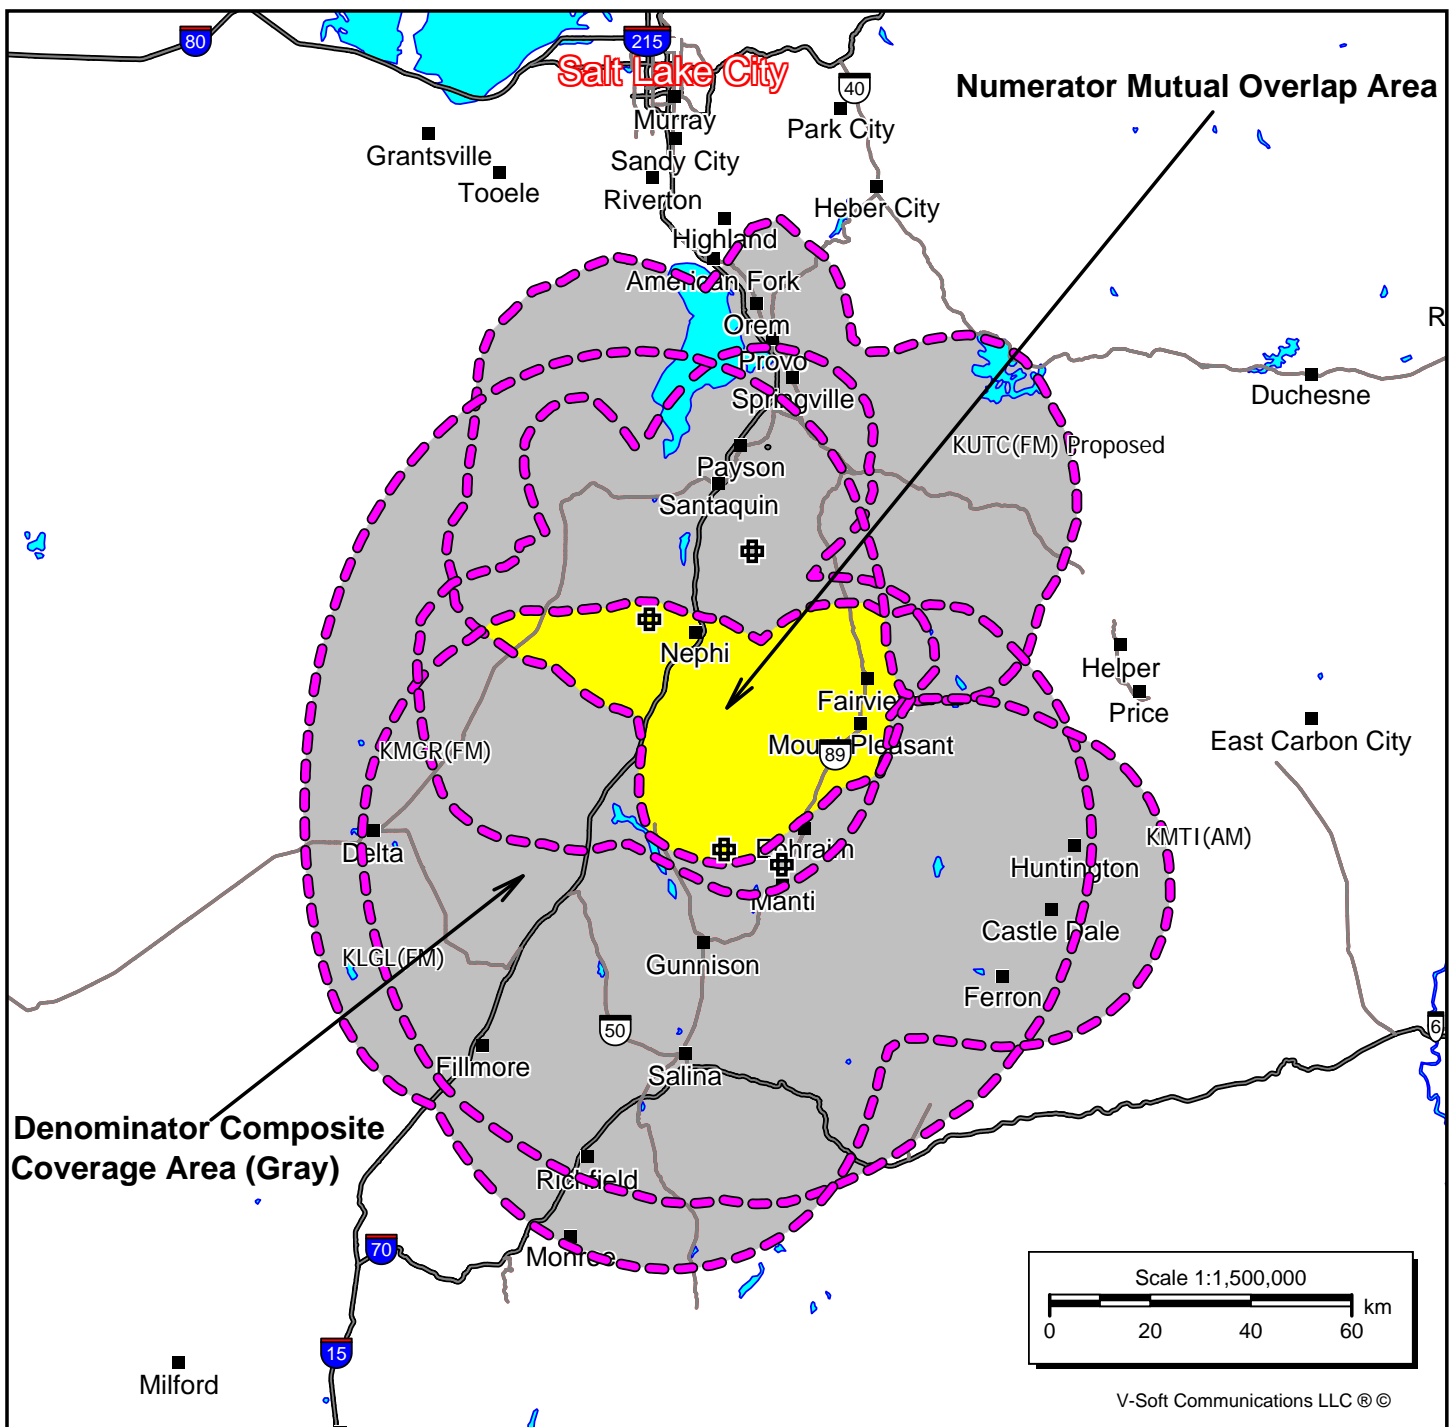 80
215
Salt Lake City
40
Numerator Mutual Overlap Area
Murray
Park City
Grantsville
Sandy City
Tooele
Riverton
Heber City
Highland
American Fork
Orem
R
Provo
Springville
Duchesne
KUTC(FM) Proposed
Payson
Santaquin
Nephi
Helper
Fairview
Price
KMGR(FM)
Mount Pleasant
89
East Carbon City
KMTI(AM)
Delta
Ephraim
Huntington
Manti
Castle Dale
KLGL(FM)
Gunnison
Ferron
50
6
Fillmore
Salina
Denominator Composite
Coverage Area (Gray)
Richfield
70
Monroe
Scale 1:1,500,000
km
0 20 40 60
15
Milford
V-Soft Communications LLC ® ©